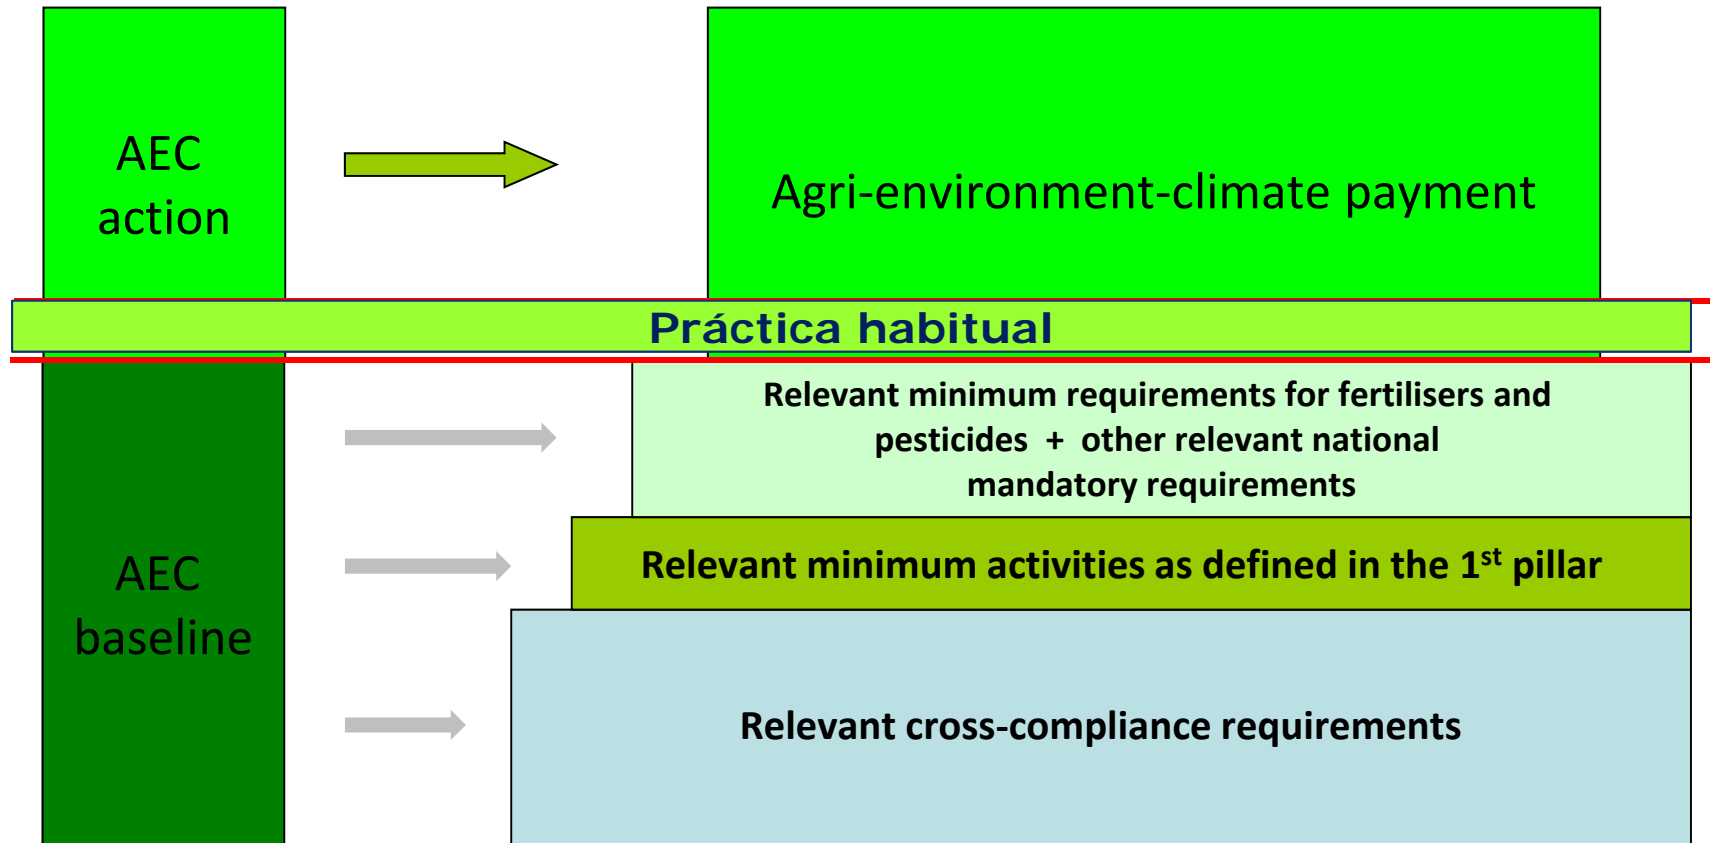 AEC
action
Agri-environment-climate payment
Práctica habitual
Relevant minimum requirements for fertilisers and
pesticides + other relevant national
mandatory requirements
AEC
baseline
Relevant minimum activities as defined in the 1st pillar
Relevant cross-compliance requirements